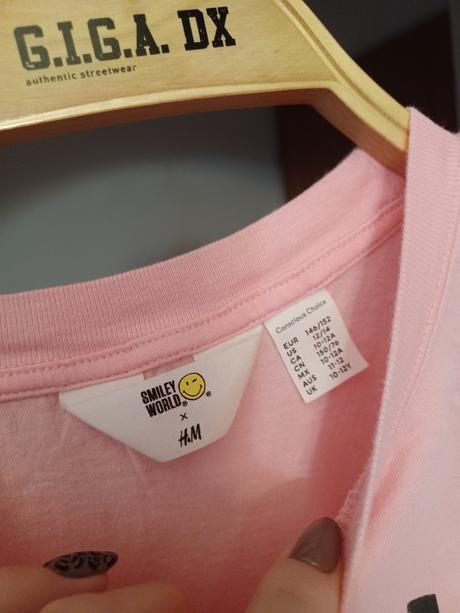 G.I.G.A. DX
authentic streetwear
Conscious Choice
EUR 146/152
US 12/14
CA 10-12A
CN 150/76
MX 10-12A
AUS 11-12
UK 10-12Y
SMILEY
WORLD®
×
H&M